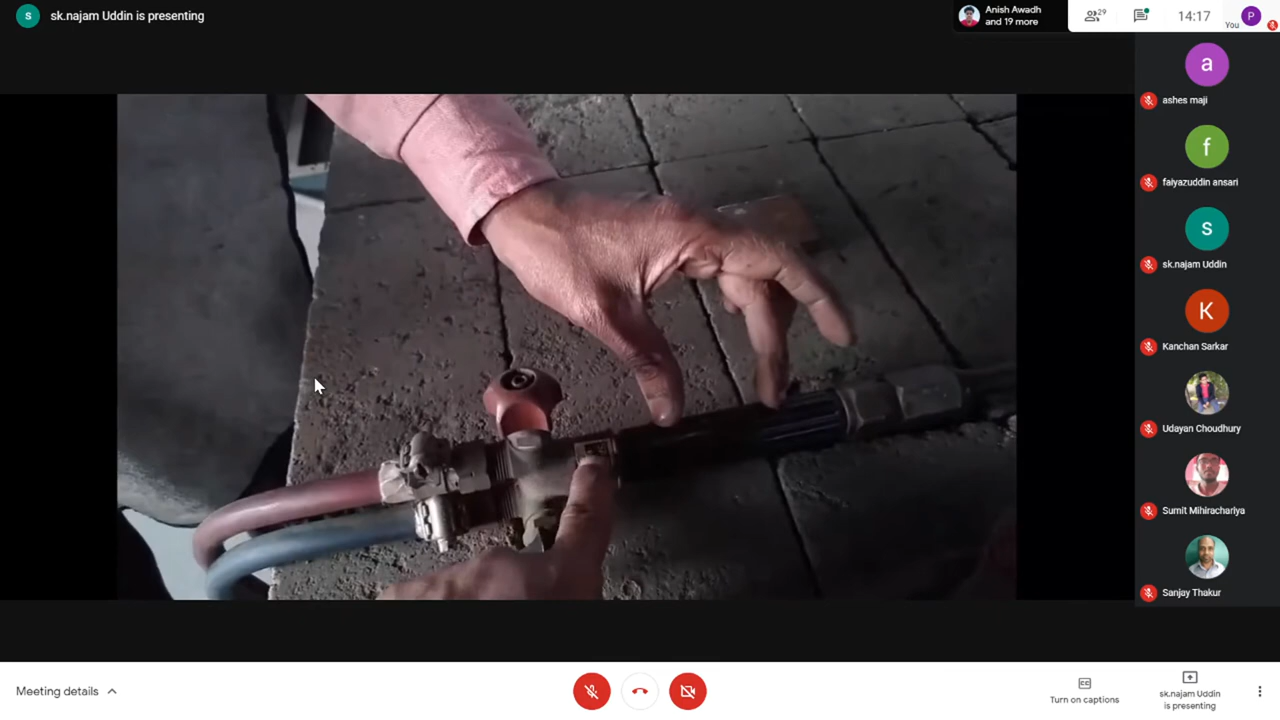 s
sk.najam Uddin is presenting
Anish Awadh
and 19 more
29
14:17
You
P
a
ashes maji
f
faiyazuddin ansari
s
sk.najam Uddin
K
Kanchan Sarkar
Udayan Choudhury
Sumit Mihirachariya
Sanjay Thakur
Meeting details
CC
Turn on captions
sk.najam Uddin
is presenting